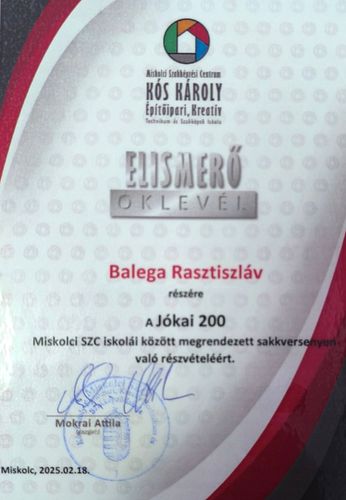 Miskolci Szakképzési Centrum
KÓS KÁROLY
Építőipari, Kreatív
Technikum és Szakképző Iskola
ELISMERŐ
OKLEVÉL
Balega Rasztiszláv
részére
A Jókai 200
Miskolci SZC iskolái között megrendezett sakkversenyen
való részvételéért.
Mokrai Attila
igazgató
Miskolc, 2025.02.18.